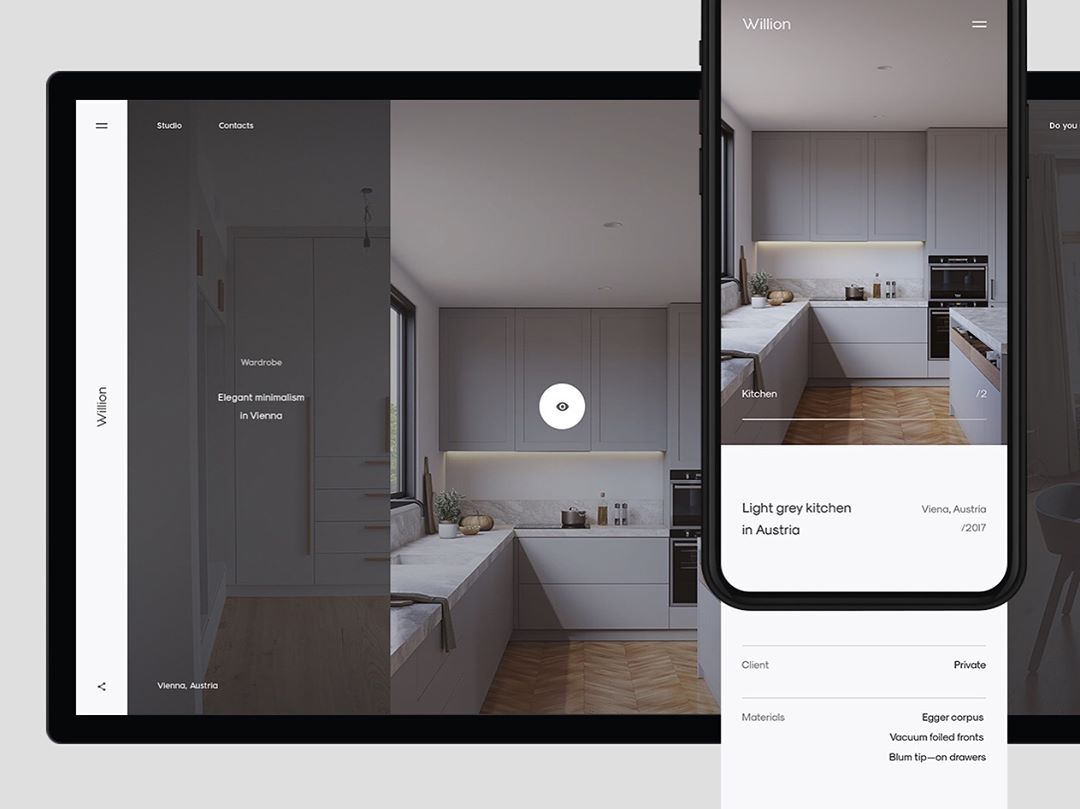 Willion
Studio
Contacts
Do you
Wardrobe
Elegant minimalism
in Vienna
Willion
Kitchen
/2
Light grey kitchen
in Austria
Viena, Austria
/2017
Client
Private
Vienna, Austria
Materials
Egger corpus
Vacuum foiled fronts
Blum tip—on drawers